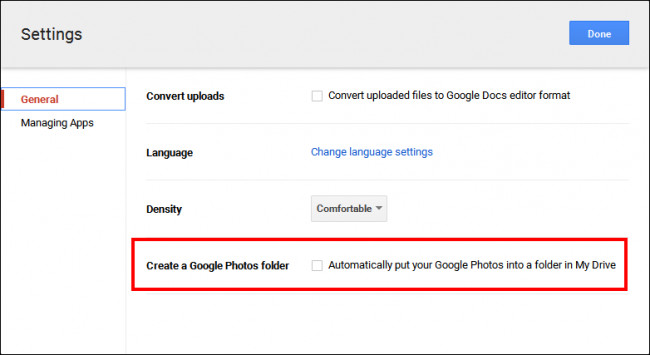 Settings
Done
General
Managing Apps
Convert uploads
Convert uploaded files to Google Docs editor format
Language
Change language settings
Density
Comfortable
Create a Google Photos folder
Automatically put your Google Photos into a folder in My Drive